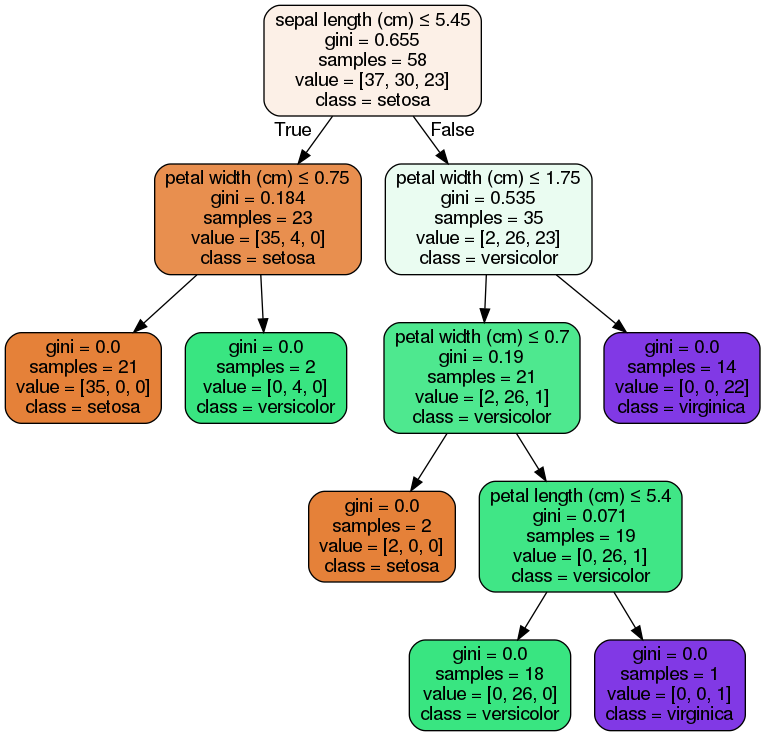 sepal length (cm) ≤ 5.45
gini = 0.655
samples = 58
value = [37, 30, 23]
class = setosa
True
False
petal width (cm) ≤ 0.75
gini = 0.184
samples = 23
value = [35, 4, 0]
class = setosa
petal width (cm) ≤ 1.75
gini = 0.535
samples = 35
value = [2, 26, 23]
class = versicolor
gini = 0.0
samples = 21
value = [35, 0, 0]
class = setosa
gini = 0.0
samples = 2
value = [0, 4, 0]
class = versicolor
petal width (cm) ≤ 0.7
gini = 0.19
samples = 21
value = [2, 26, 1]
class = versicolor
gini = 0.0
samples = 14
value = [0, 0, 22]
class = virginica
gini = 0.0
samples = 2
value = [2, 0, 0]
class = setosa
petal length (cm) ≤ 5.4
gini = 0.071
samples = 19
value = [0, 26, 1]
class = versicolor
gini = 0.0
samples = 18
value = [0, 26, 0]
class = versicolor
gini = 0.0
samples = 1
value = [0, 0, 1]
class = virginica